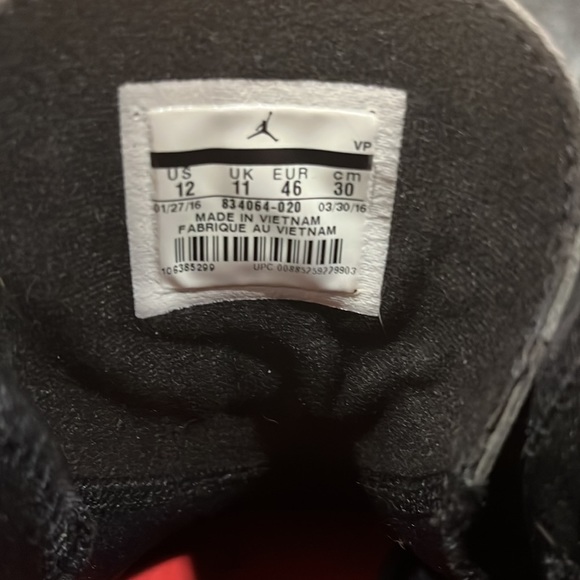 VP
US UK EUR cm
12 11 46 30
01/27/16 834064-020 03/30/16
MADE IN VIETNAM
FABRIQUE AU VIETNAM
106385299 UPC 00885259229903